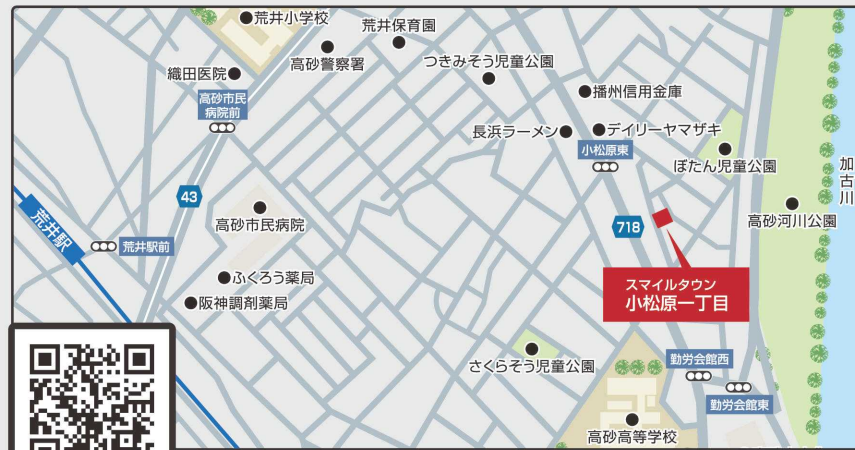 荒井小学校
荒井保育園
高砂警察署
つきみそう児童公園
織田医院
播州信用金庫
高砂市民
病院前
長浜ラーメン
デイリーヤマザキ
小松原東
ぼたん児童公園
加古川
43
高砂市民病院
718
高砂河川公園
荒井駅
荒井駅前
ふくろう薬局
スマイルタウン
小松原一丁目
阪神調剤薬局
さくらそう児童公園
勤労会館西
勤労会館東
高砂高等学校